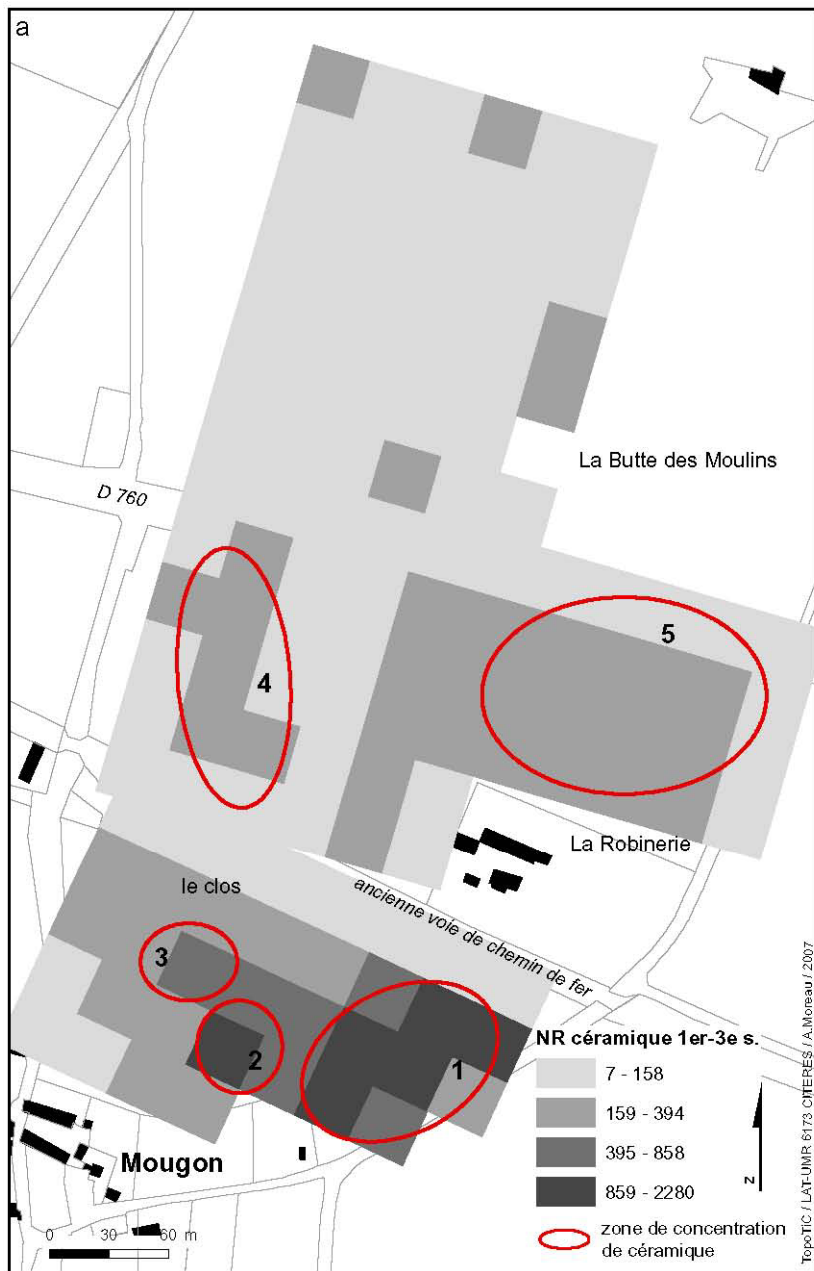 a
La Butte des Moulins
D 760
5
4
La Robinerie
le clos
ancienne voie de chemin de fer
3
2
1
Mougon
0 30 60 m
NR céramique 1er-3e s.
7 - 158
159 - 394
395 - 858
859 - 2280
zone de concentration
de céramique
N
TopoTIC / LAT-UMR 6173 CITERES / A.Moreau / 2007